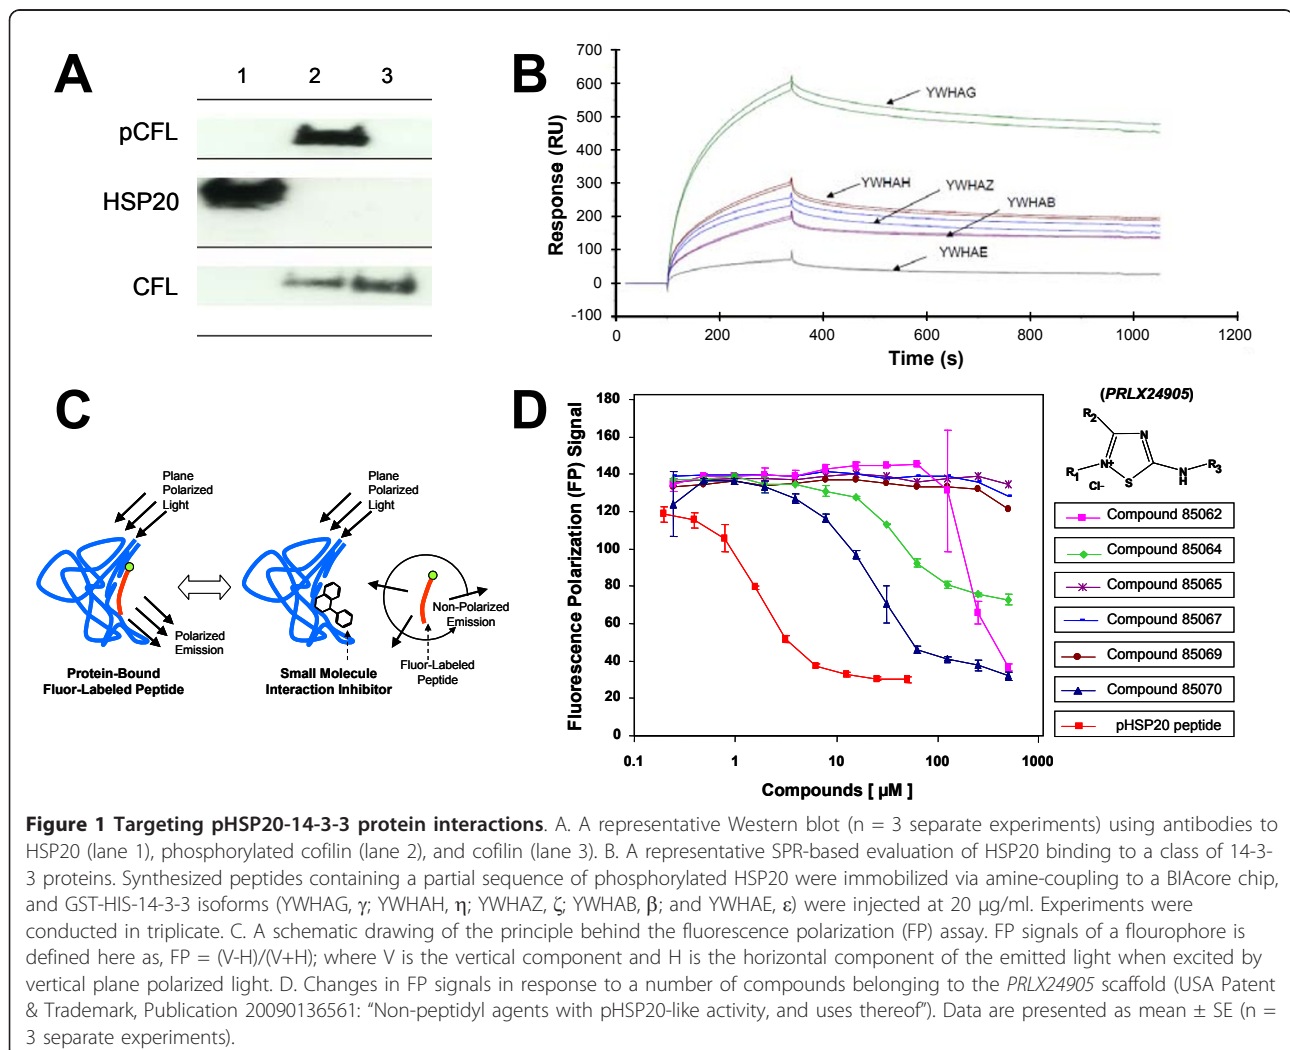 A
1 2 3
pCFL
HSP20
CFL
B
Response (RU)
700
600
500
400
300
200
100
0
-100
0 200 400 600 800 1000 1200
Time (s)
YWHAG
YWHAH
YWHAZ
YWHAB
YWHAE
C
Plane
Polarized
Light
Polarized
Emission
Protein-Bound
Fluor-Labeled Peptide
Plane
Polarized
Light
Small Molecule
Interaction Inhibitor
Non-Polarized
Emission
Fluor-Labeled
Peptide
D
Fluorescence Polarization (FP) Signal
180
160
140
120
100
80
60
40
20
0
0.1 1 10 100 1000
Compounds [ µM ]
(PRLX24905)
R2
N
R1
N+
Cl-
S
N
H
R3
Compound 85062
Compound 85064
Compound 85065
Compound 85067
Compound 85069
Compound 85070
pHSP20 peptide
Figure 1 Targeting pHSP20-14-3-3 protein interactions. A. A representative Western blot (n = 3 separate experiments) using antibodies to
HSP20 (lane 1), phosphorylated cofilin (lane 2), and cofilin (lane 3). B. A representative SPR-based evaluation of HSP20 binding to a class of 14-3-
3 proteins. Synthesized peptides containing a partial sequence of phosphorylated HSP20 were immobilized via amine-coupling to a BIAcore chip,
and GST-HIS-14-3-3 isoforms (YWHAG, γ; YWHAH, η; YWHAZ, ζ; YWHAB, β; and YWHAE, ε) were injected at 20 μg/ml. Experiments were
conducted in triplicate. C. A schematic drawing of the principle behind the fluorescence polarization (FP) assay. FP signals of a flourophore is
defined here as, FP = (V-H)/(V+H); where V is the vertical component and H is the horizontal component of the emitted light when excited by
vertical plane polarized light. D. Changes in FP signals in response to a number of compounds belonging to the PRLX24905 scaffold (USA Patent
& Trademark, Publication 20090136561: “Non-peptidyl agents with pHSP20-like activity, and uses thereof”). Data are presented as mean ± SE (n =
3 separate experiments).